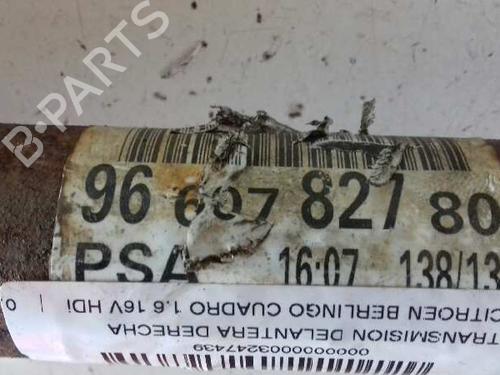 B-PARTS
96 607 827 80
PSA 16:07 138/13
CITROEN BERLINGO CUADRO 1.6 16V HDi
TRANSMISION DELANTERA DERECHA
0000000003247439